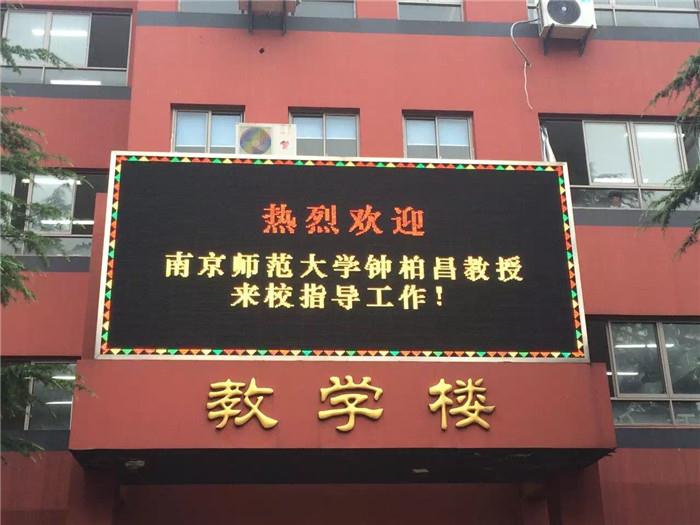 热烈欢迎
南京师范大学钟柏昌教授
来校指导工作!
教学楼